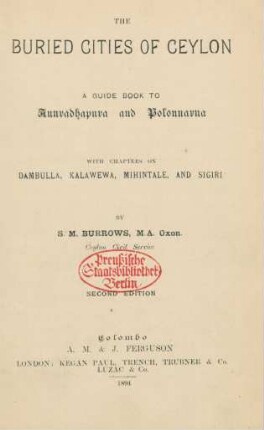 THE
BURIED CITIES OF CEYLON
A GUIDE BOOK TO
Anuradhapura and Polonnarua
WITH CHAPTERS ON
DAMBULLA, KALAWEWA, MIHINTALE, AND SIGIRI
BY
S. M. BURROWS, M.A. Oxon.
Ceylon Civil Service
Preußische
Staatsbibliothek
Berlin
SECOND EDITION
Colombo
A. M. & J. FERGUSON
LONDON: KEGAN PAUL, TRENCH, TRUBNER & Co.
LUZAC & Co.
1894